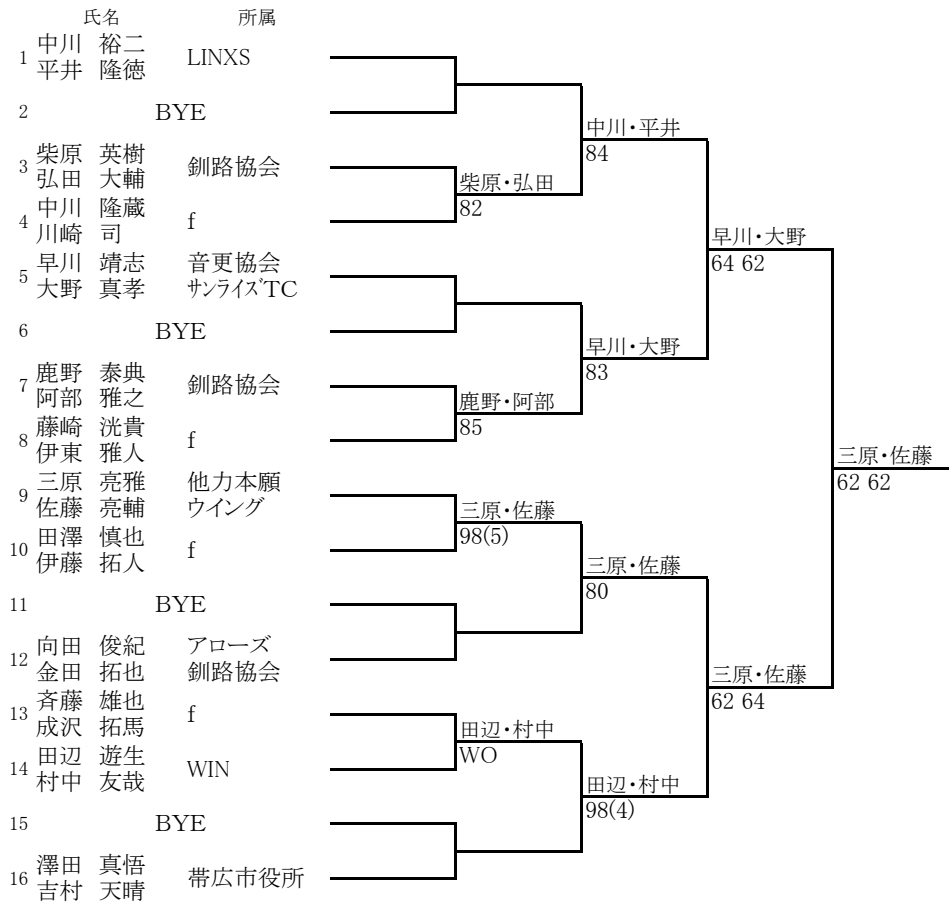 氏名 所属
1 中川 裕二 LINXS
平井 隆徳
2 BYE
3 柴原 英樹 釧路協会
弘田 大輔
4 中川 隆蔵 f
川崎 司
5 早川 靖志 音更協会
大野 真孝 サンライズTC
6 BYE
7 鹿野 泰典 釧路協会
阿部 雅之
8 藤崎 洸貴 f
伊東 雅人
9 三原 亮雅 他力本願
佐藤 亮輔 ウイング
10 田澤 慎也 f
伊藤 拓人
11 BYE
12 向田 俊紀 アローズ
金田 拓也 釧路協会
13 斉藤 雄也 f
成沢 拓馬
14 田辺 遊生 WIN
村中 友哉
15 BYE
16 澤田 真悟 帯広市役所
吉村 天晴
柴原・弘田
82
鹿野・阿部
85
三原・佐藤
98(5)
田辺・村中
WO
中川・平井
84
早川・大野
83
三原・佐藤
80
田辺・村中
98(4)
早川・大野
64 62
三原・佐藤
62 64
三原・佐藤
62 62